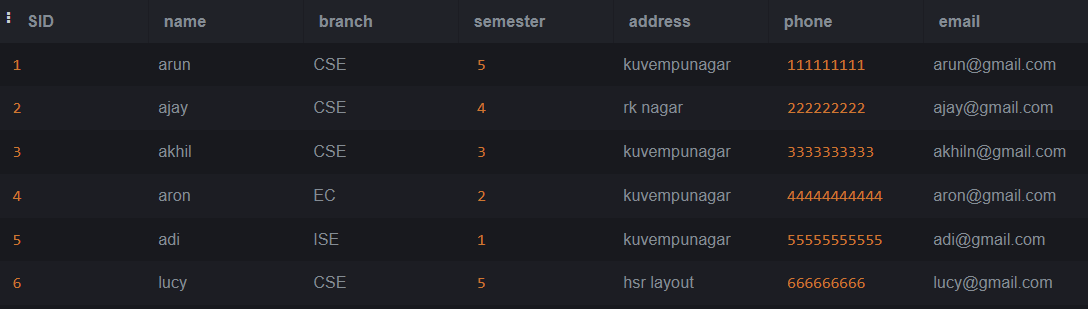 SID name branch semester address phone email
1 arun CSE 5 kuvempunagar 111111111 arun@gmail.com
2 ajay CSE 4 rk nagar 222222222 ajay@gmail.com
3 akhil CSE 3 kuvempunagar 3333333333 akhiln@gmail.com
4 aron EC 2 kuvempunagar 44444444444 aron@gmail.com
5 adi ISE 1 kuvempunagar 55555555555 adi@gmail.com
6 lucy CSE 5 hsr layout 666666666 lucy@gmail.com